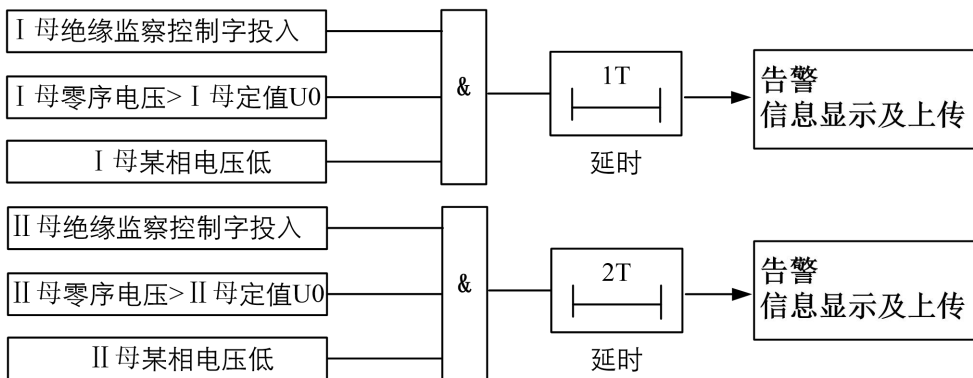 Ⅰ母绝缘监察控制字投入
Ⅰ母零序电压>Ⅰ母定值U0
Ⅰ母某相电压低
&
1T
延时
告警
信息显示及上传
Ⅱ母绝缘监察控制字投入
Ⅱ母零序电压>Ⅱ母定值U0
Ⅱ母某相电压低
&
2T
延时
告警
信息显示及上传